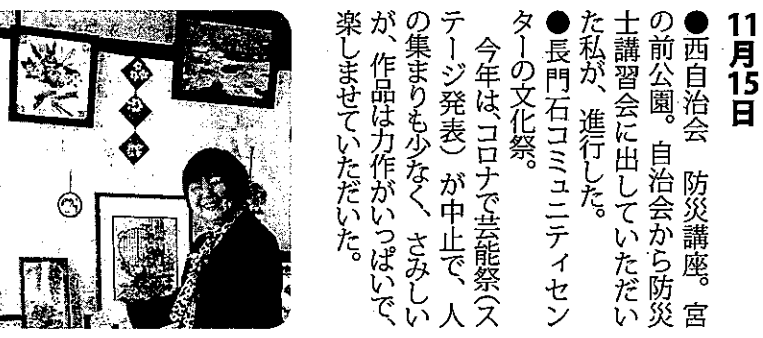 11月15日
●西自治会　防災講座。宮
の前公園。自治会から防災
士講習会に出していただい
た私が、進行した。
●長門石コミュニティセン
ターの文化祭。
　今年は、コロナで芸能祭(ス
テージ発表）が中止で、人
の集まりも少なく、さみしい
が、作品は力作がいっぱいで、
楽しませていただいた。